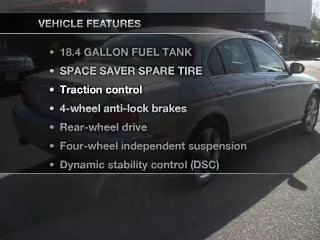 VEHICLE FEATURES
• 18.4 GALLON FUEL TANK
• SPACE SAVER SPARE TIRE
• Traction control
• 4-wheel anti-lock brakes
• Rear-wheel drive
• Four-wheel independent suspension
• Dynamic stability control (DSC)